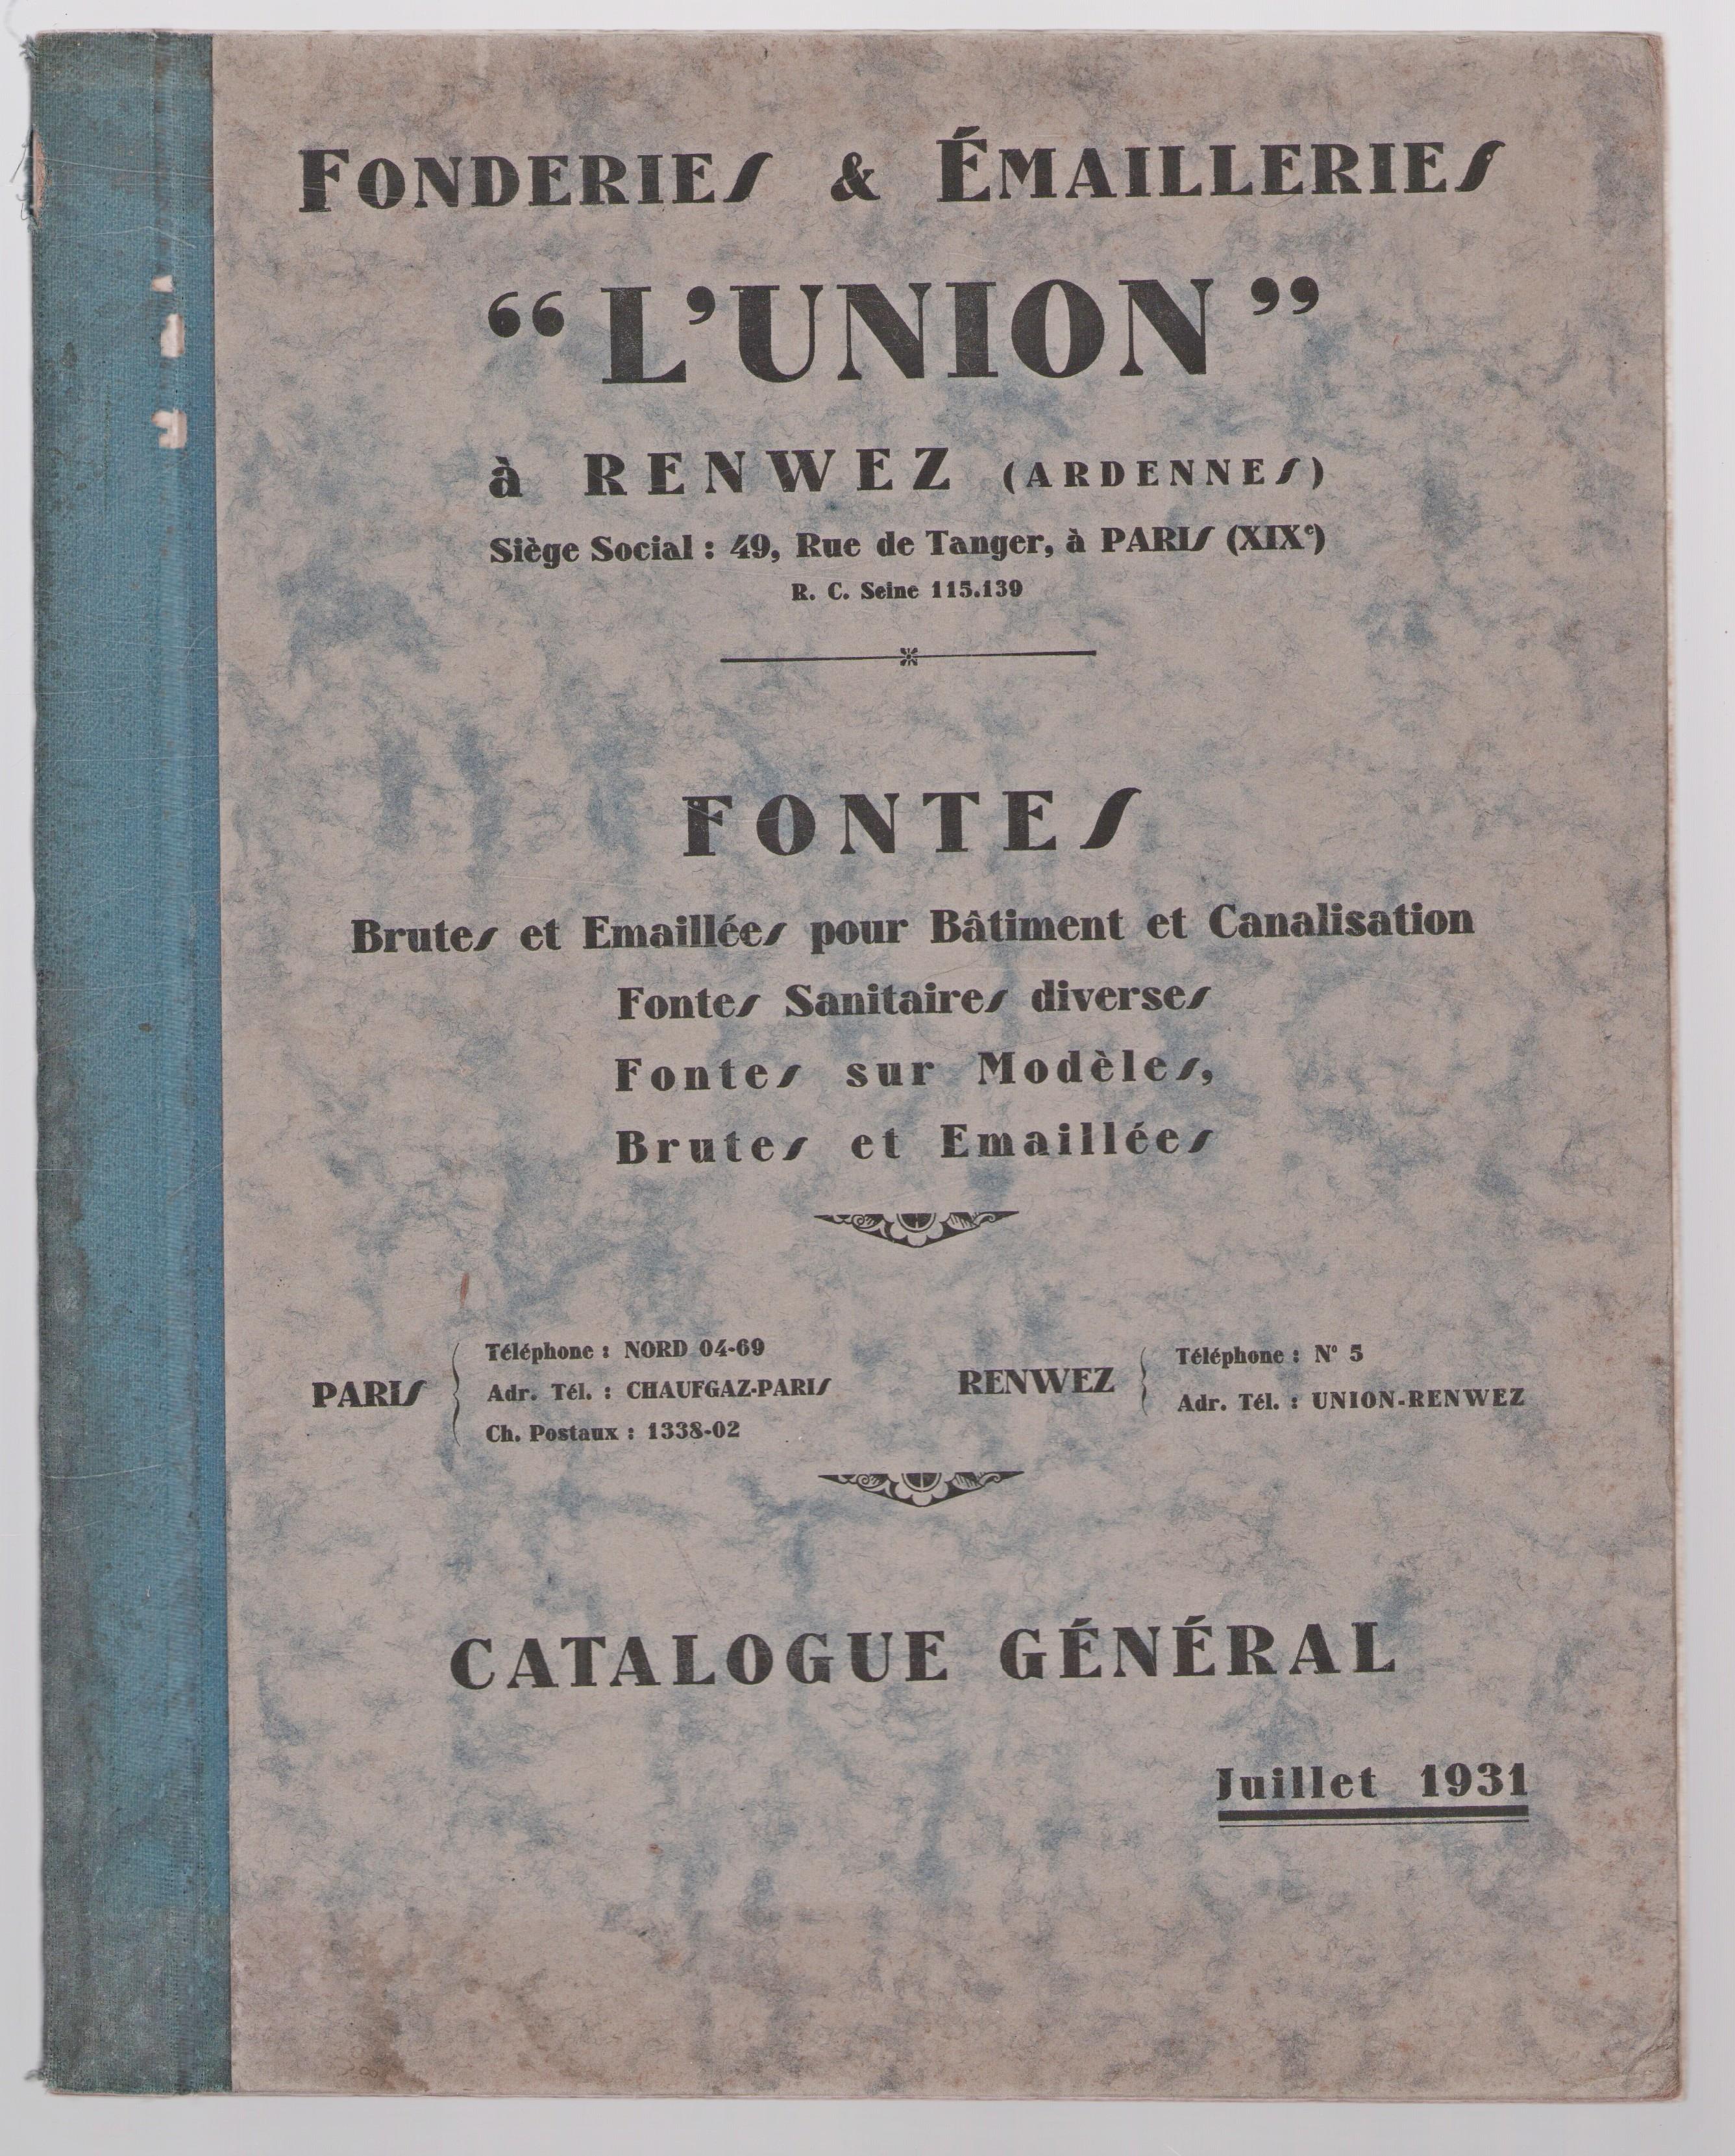 FONDERIES & ÉMAILLERIES
“ L'UNION ”
à RENWEZ (ARDENNES)
Siège Social : 49, Rue de Tanger, à PARIS (XIXe)
R. C. Seine 115.139
FONTES
Brutes et Emaillées pour Bâtiment et Canalisation
Fontes Sanitaires diverses
Fontes sur Modèles,
Brutes et Emaillées
PARIS
Téléphone : NORD 04-69
Adr. Tél. : CHAUFGAZ-PARIS
Ch. Postaux : 1338-02
RENWEZ
Téléphone : N° 5
Adr. Tél. : UNION-RENWEZ
CATALOGUE GÉNÉRAL
Juillet 1931